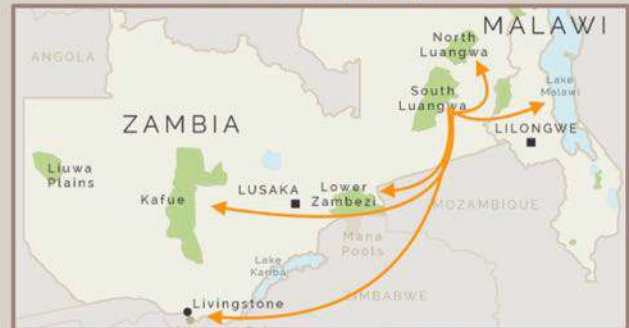 MALAWI
North
Luangwa
ANGOLA
South
Luangwa
Lake
Malawi
ZAMBIA
LILONGWE
Liuwa
Plains
Kafue
LUSAKA
Lower
Zambezi
MOZAMBIQUE
Mana
Pools
Lake
Kariba
ZIMBABWE
Livingstone